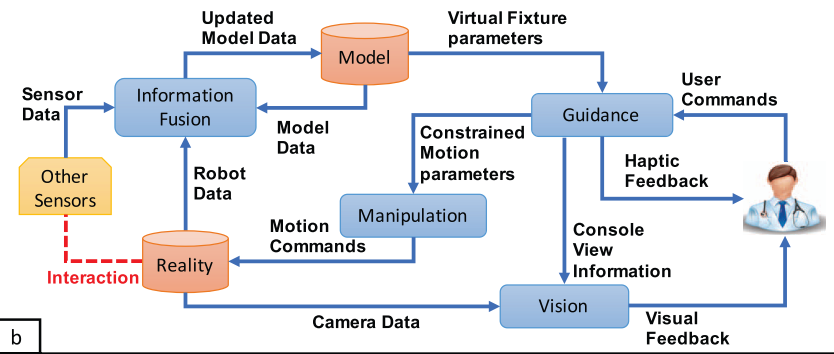 Updated
Model Data
Model
Virtual Fixture
parameters
Sensor
Data
Information
Fusion
Model
Data
Guidance
User
Commands
Constrained
Motion
parameters
Haptic
Feedback
Other
Sensors
Robot
Data
Manipulation
Motion
Commands
Console
View
Information
Interaction
Reality
Vision
Camera Data
Visual
Feedback
b